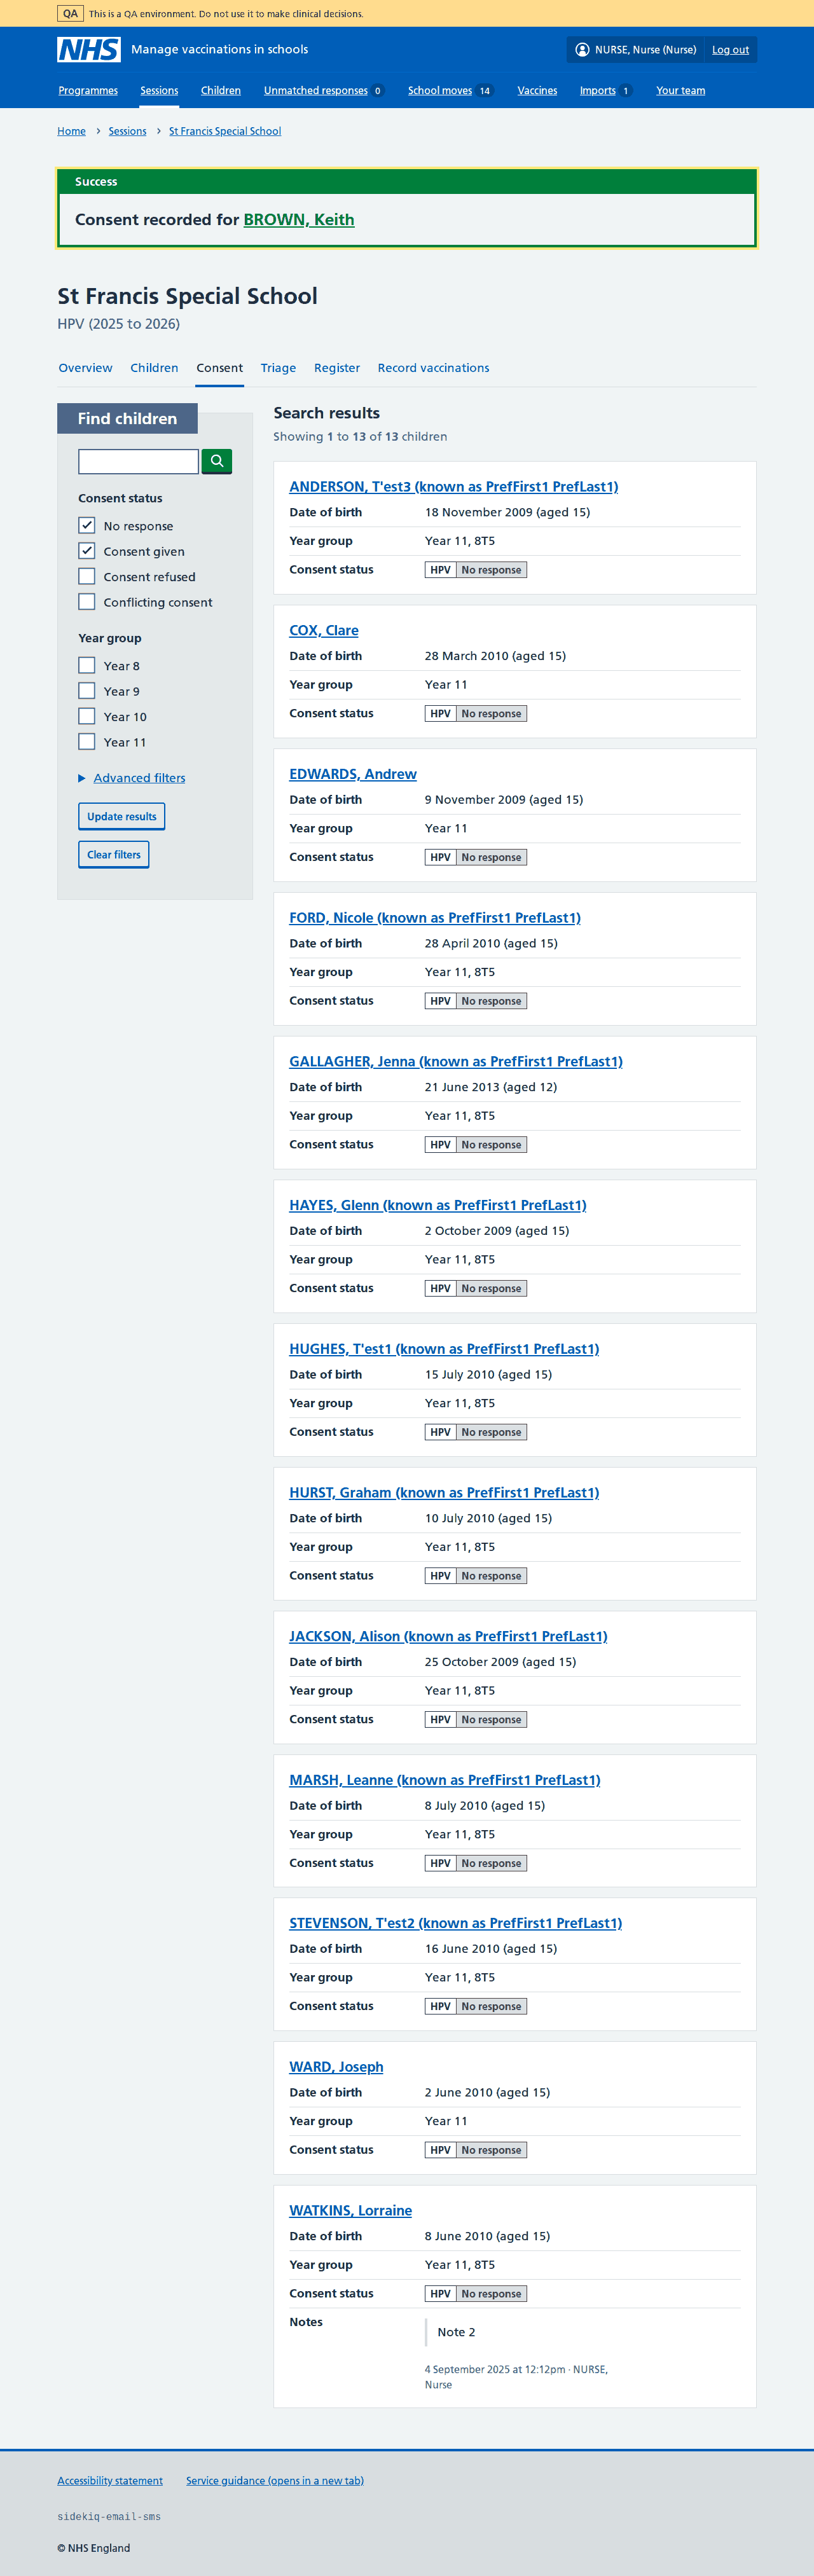 QA This is a QA environment. Do not use it to make clinical decisions.
NHS Manage vaccinations in schools NURSE, Nurse (Nurse) Log out
Programmes Sessions Children Unmatched responses 0 School moves 14 Vaccines Imports 1 Your team
Home › Sessions › St Francis Special School
Success
Consent recorded for BROWN, Keith
St Francis Special School
HPV (2025 to 2026)
Overview Children Consent Triage Register Record vaccinations
Find children
Consent status
No response
Consent given
Consent refused
Conflicting consent
Year group
Year 8
Year 9
Year 10
Year 11
Advanced filters
Update results
Clear filters
Search results
Showing 1 to 13 of 13 children
ANDERSON, T'est3 (known as PrefFirst1 PrefLast1)
Date of birth 18 November 2009 (aged 15)
Year group Year 11, 8T5
Consent status HPV No response
COX, Clare
Date of birth 28 March 2010 (aged 15)
Year group Year 11
Consent status HPV No response
EDWARDS, Andrew
Date of birth 9 November 2009 (aged 15)
Year group Year 11
Consent status HPV No response
FORD, Nicole (known as PrefFirst1 PrefLast1)
Date of birth 28 April 2010 (aged 15)
Year group Year 11, 8T5
Consent status HPV No response
GALLAGHER, Jenna (known as PrefFirst1 PrefLast1)
Date of birth 21 June 2013 (aged 12)
Year group Year 11, 8T5
Consent status HPV No response
HAYES, Glenn (known as PrefFirst1 PrefLast1)
Date of birth 2 October 2009 (aged 15)
Year group Year 11, 8T5
Consent status HPV No response
HUGHES, T'est1 (known as PrefFirst1 PrefLast1)
Date of birth 15 July 2010 (aged 15)
Year group Year 11, 8T5
Consent status HPV No response
HURST, Graham (known as PrefFirst1 PrefLast1)
Date of birth 10 July 2010 (aged 15)
Year group Year 11, 8T5
Consent status HPV No response
JACKSON, Alison (known as PrefFirst1 PrefLast1)
Date of birth 25 October 2009 (aged 15)
Year group Year 11, 8T5
Consent status HPV No response
MARSH, Leanne (known as PrefFirst1 PrefLast1)
Date of birth 8 July 2010 (aged 15)
Year group Year 11, 8T5
Consent status HPV No response
STEVENSON, T'est2 (known as PrefFirst1 PrefLast1)
Date of birth 16 June 2010 (aged 15)
Year group Year 11, 8T5
Consent status HPV No response
WARD, Joseph
Date of birth 2 June 2010 (aged 15)
Year group Year 11
Consent status HPV No response
WATKINS, Lorraine
Date of birth 8 June 2010 (aged 15)
Year group Year 11, 8T5
Consent status HPV No response
Notes Note 2
4 September 2025 at 12:12pm · NURSE,
Nurse
Accessibility statement Service guidance (opens in a new tab)
sidekiq-email-sms
© NHS England